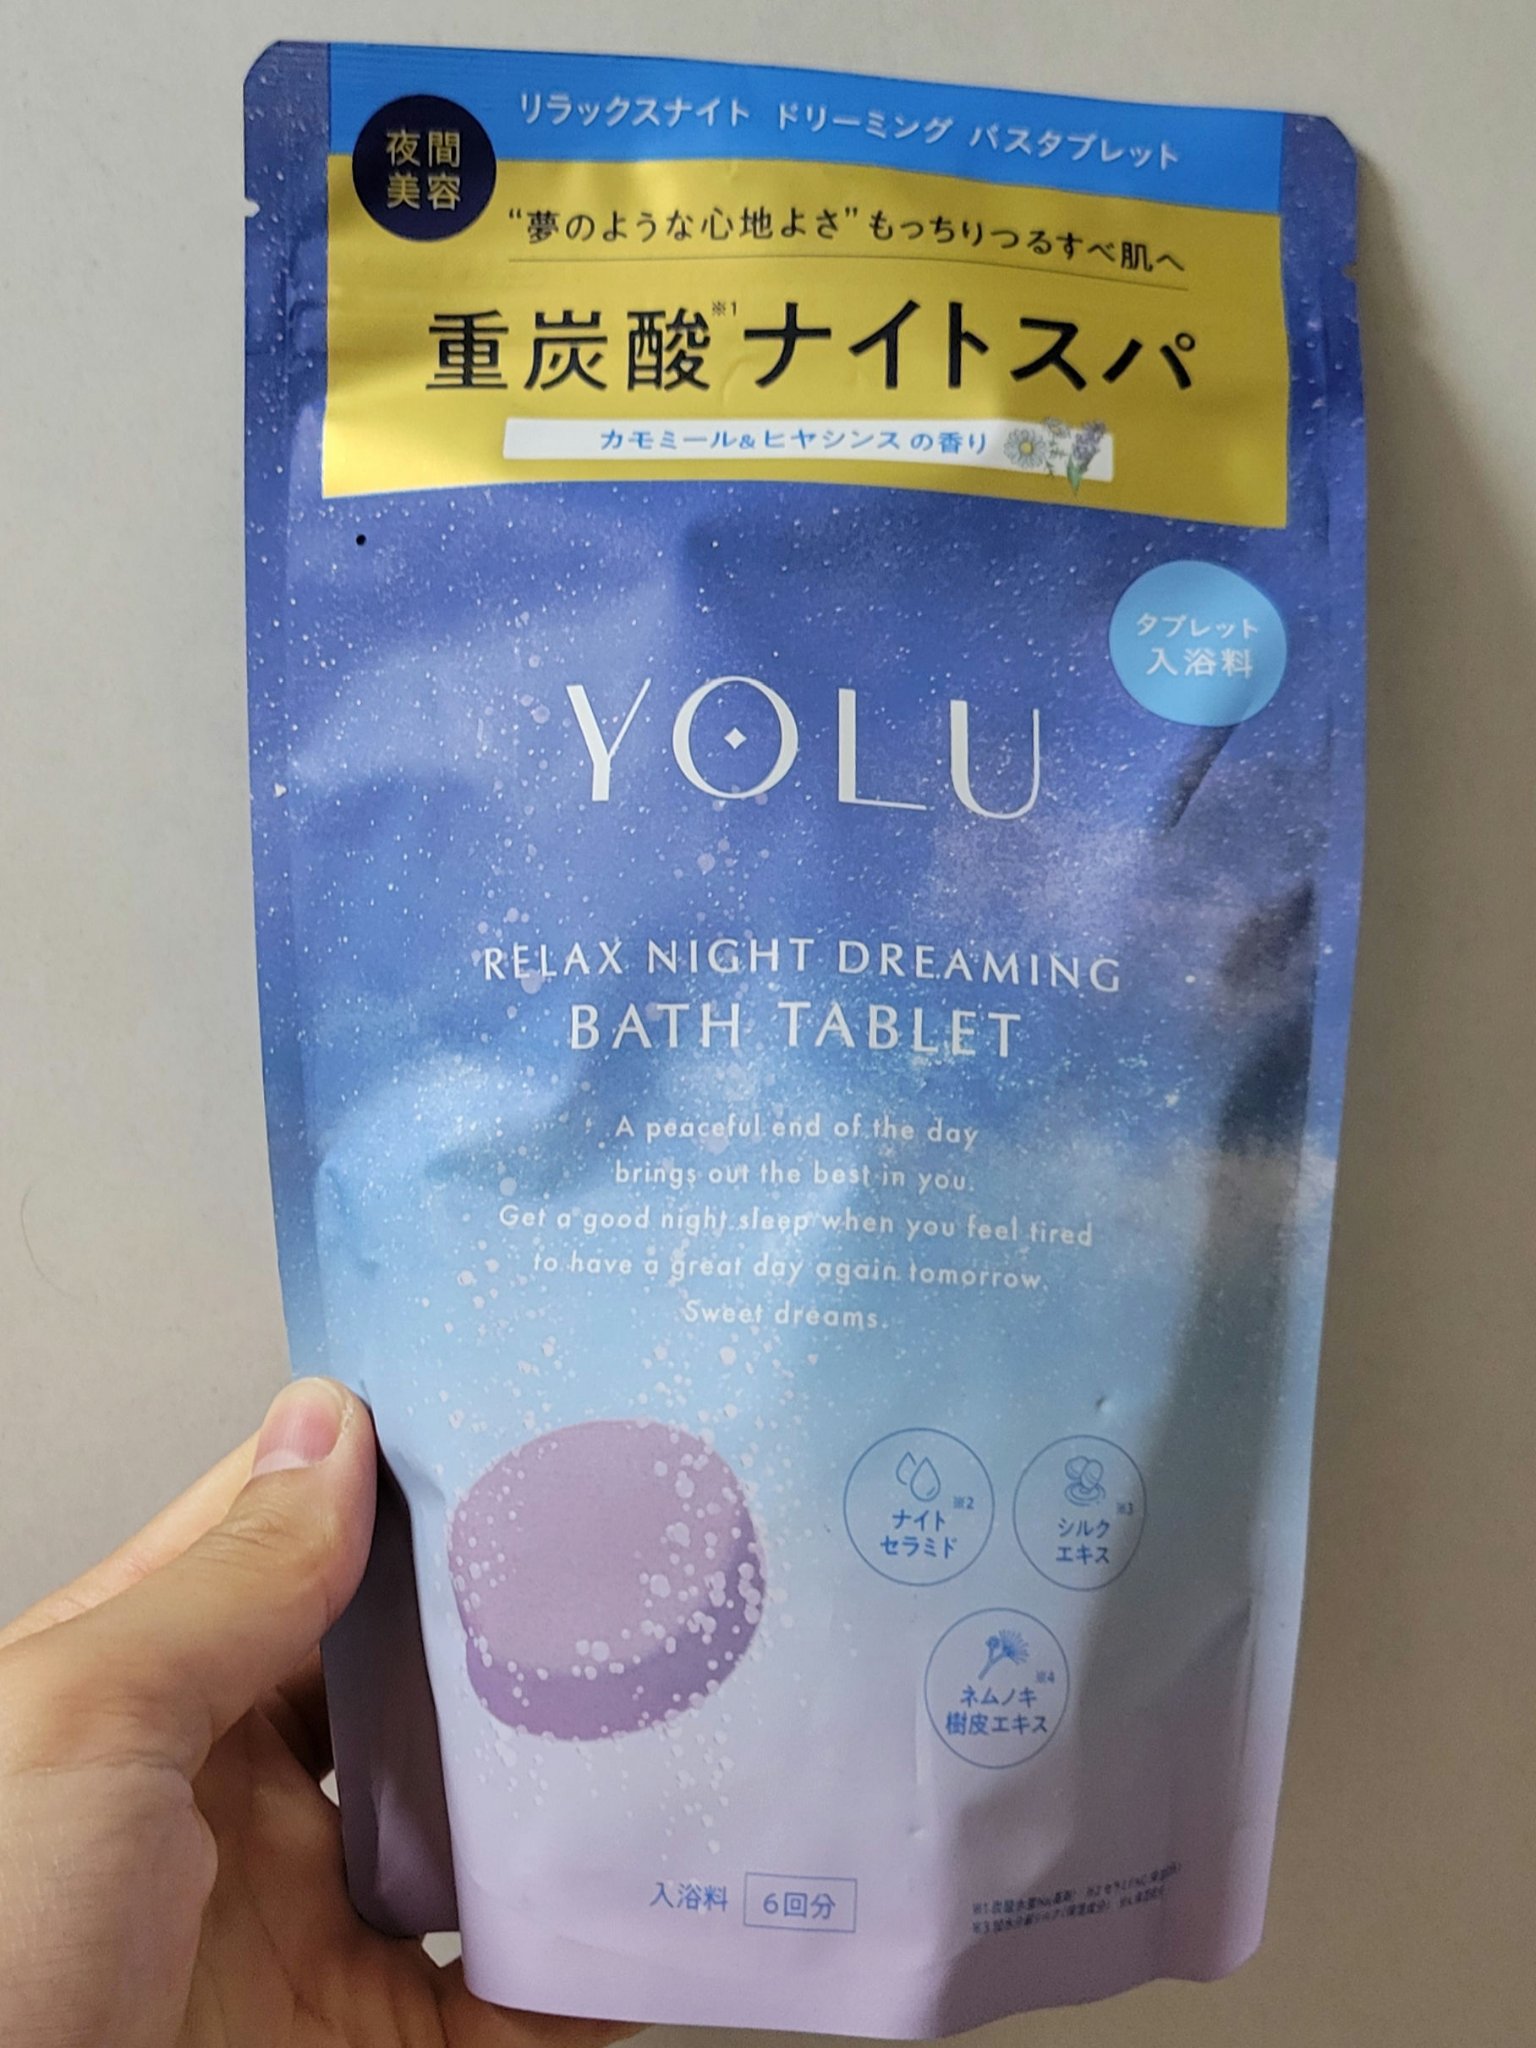 リラックスナイト ドリーミング バスタブレット
夜間
美容
“夢のような心地よさ”もっちりつるすべ肌へ
重炭酸※1ナイトスパ
カモミール&ヒヤシンスの香り
タブレット
入浴料
YOLU
RELAX NIGHT DREAMING
BATH TABLET
A peaceful end of the day
brings out the best in you.
Get a good night sleep when you feel tired
to have a great day again tomorrow.
Sweet dreams.
ナイト※2
セラミド
シルク※3
エキス
ネムノキ※4
樹皮エキス
入浴料 6回分